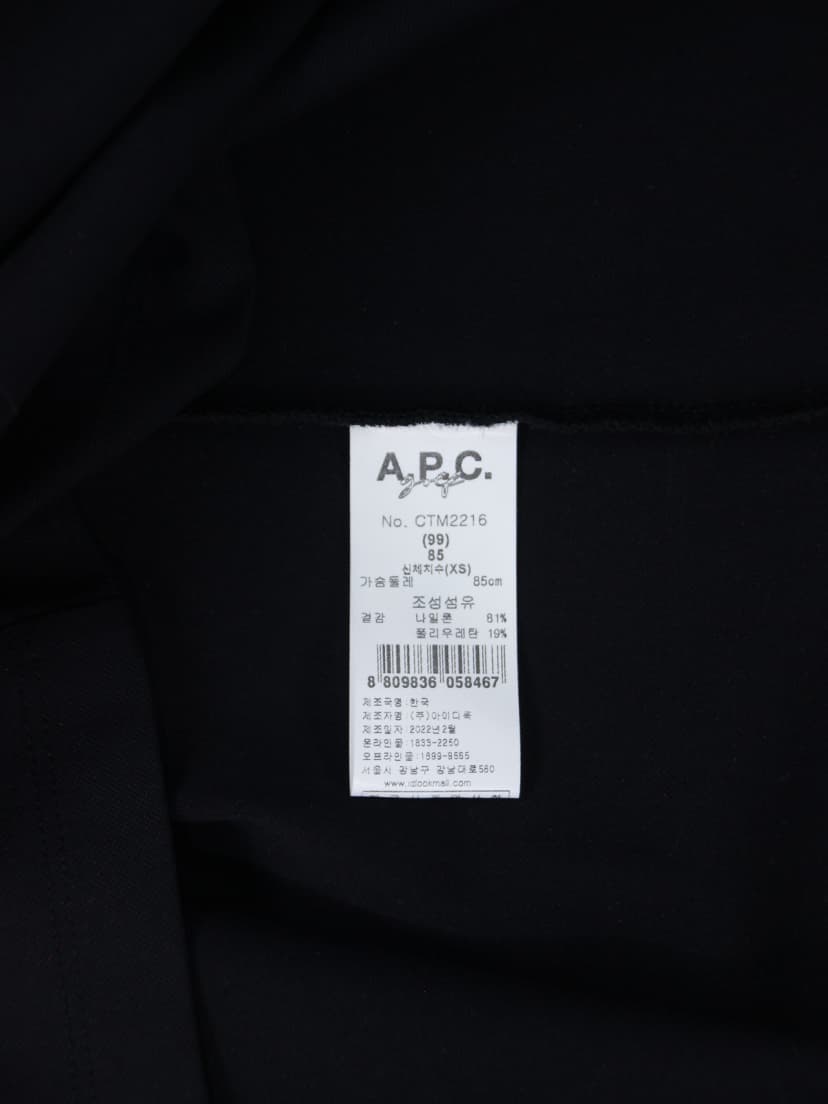 A.P.C.
golf
No. CTM2216
(99)
85
신체치수(XS)
가슴둘레 85cm
조성섬유
겉감 나일론 81%
폴리우레탄 19%
8 809836 058467
제조국명:한국
제조자명:(주)아이디룩
제조일자:2022년2월
온라인몰:1833-2250
오프라인몰:1899-9565
서울시 강남구 강남대로560
www.idlookmall.com